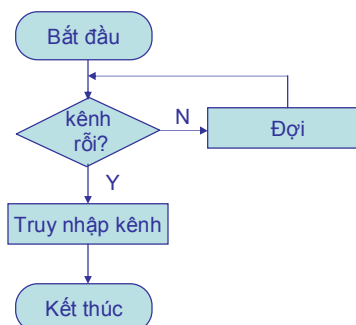 Bắt đầu
kênh
rỗi?
N
Đợi
Y
Truy nhập kênh
Kết thúc